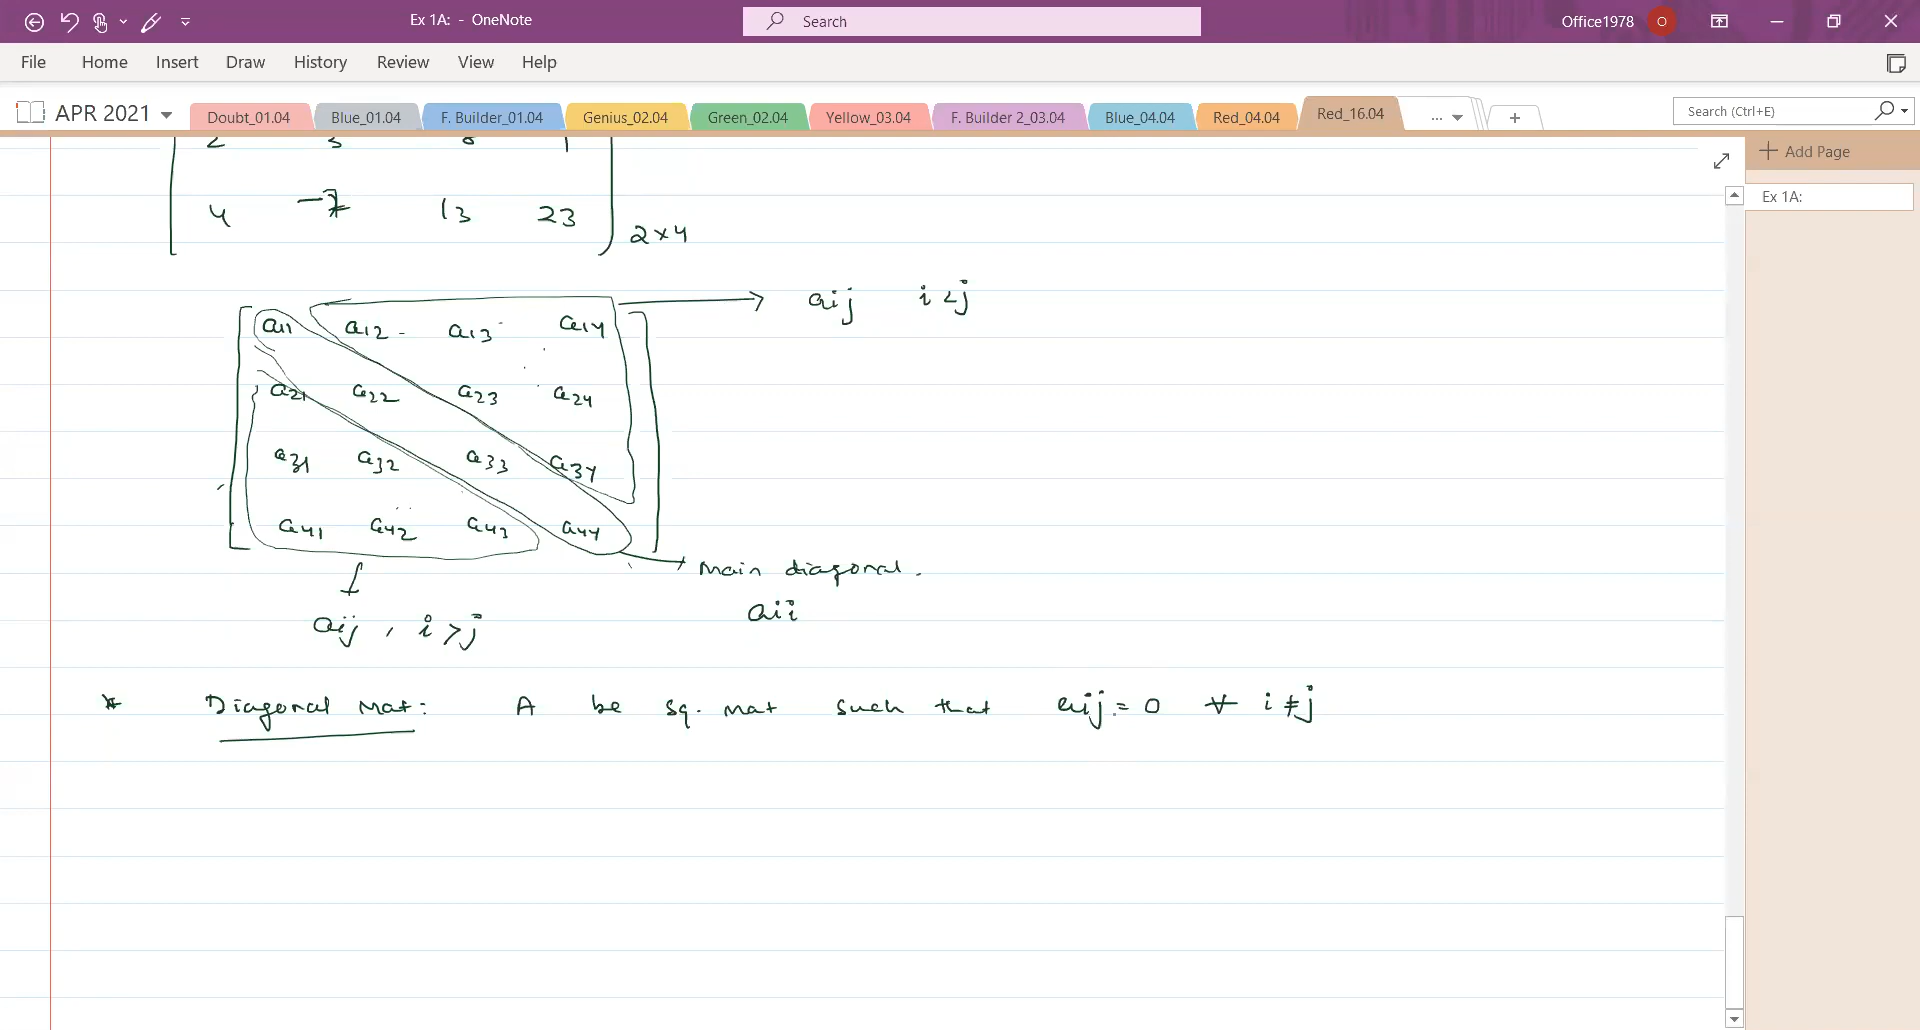 Ex 1A: - OneNote
Search
Office1978
O
File Home Insert Draw History Review View Help
APR 2021
Doubt_01.04 Blue_01.04 F. Builder_01.04 Genius_02.04 Green_02.04 Yellow_03.04 F. Builder 2_03.04 Blue_04.04 Red_04.04 Red_16.04 ... +
Search (Ctrl+E)
Add Page
Ex 1A:
4 -7 13 23
2×4
aij i<j
a11 a12 a13 a14
a21 a22 a23 a24
a31 a32 a33 a34
a41 a42 a43 a44
Main diagonal.
aii
aij , i>j
* Diagonal Mat: A be sq. mat such that aij = 0 ∀ i≠j